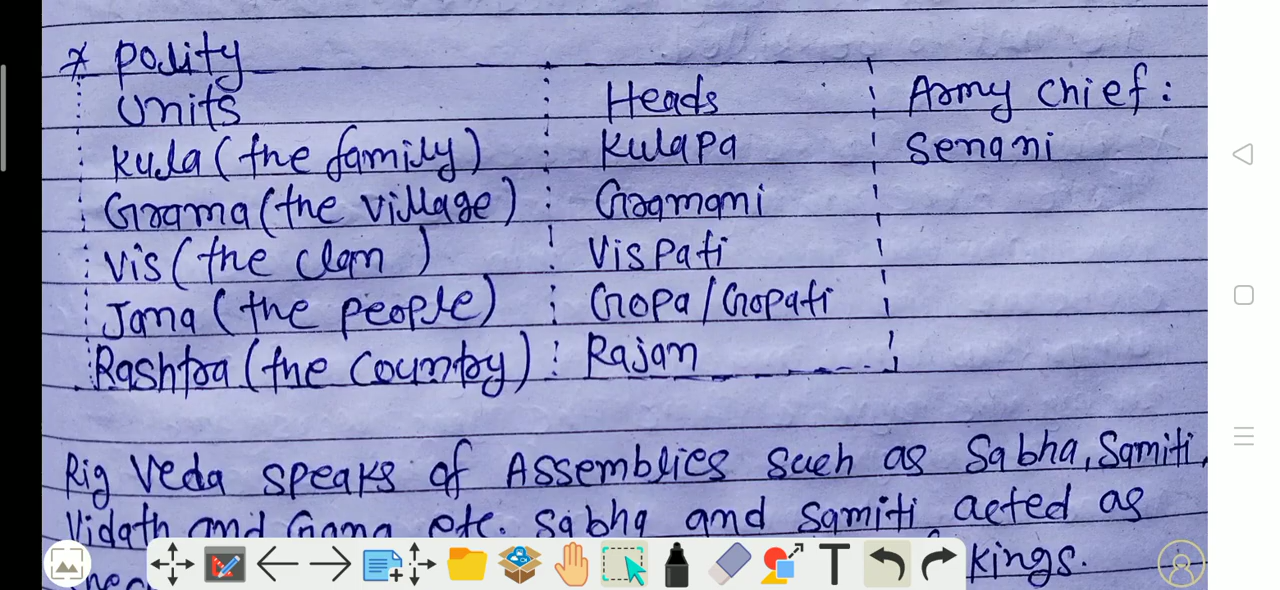 * Polity
Units Heads Army chief:
Kula (the family) Kulapa Senani
Grama (the village) : Gramani
Vis (the clan) Vispati
Jana (the people) : Gopa/Gopati
Rashtra (the country) : Rajan
Rig Veda speaks of Assemblies such as Sabha, Samiti,
Vidath and Gana etc. Sabha and Samiti acted as
kings.